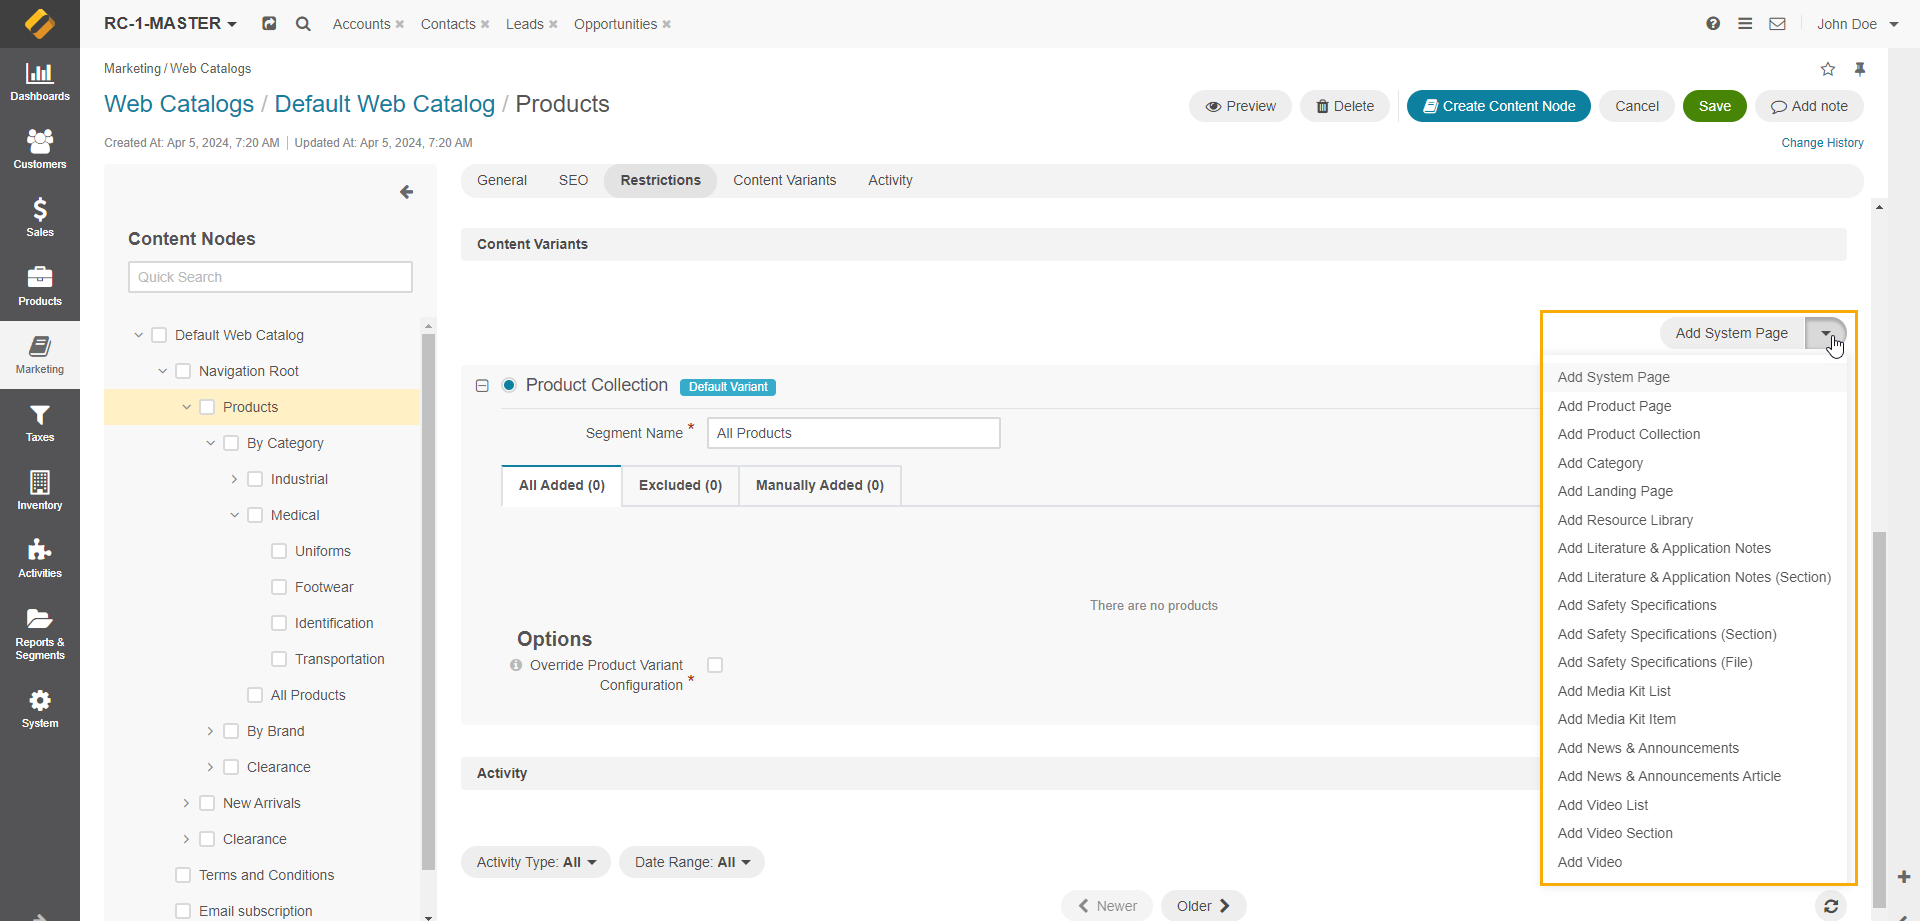 RC-1-MASTER
Accounts
Contacts
Leads
Opportunities
John Doe
Dashboards
Customers
Sales
Products
Marketing
Taxes
Inventory
Activities
Reports &
Segments
System
Marketing / Web Catalogs
Web Catalogs / Default Web Catalog / Products
Preview
Delete
Create Content Node
Cancel
Save
Add note
Created At: Apr 5, 2024, 7:20 AM
Updated At: Apr 5, 2024, 7:20 AM
Change History
Content Nodes
Quick Search
Default Web Catalog
Navigation Root
Products
By Category
Industrial
Medical
Uniforms
Footwear
Identification
Transportation
All Products
By Brand
Clearance
New Arrivals
Clearance
Terms and Conditions
Email subscription
General
SEO
Restrictions
Content Variants
Activity
Content Variants
Add System Page
Product Collection
Default Variant
Segment Name *
All Products
All Added (0)
Excluded (0)
Manually Added (0)
There are no products
Options
Override Product Variant
Configuration *
Activity
Activity Type: All
Date Range: All
Newer
Older
Add System Page
Add Product Page
Add Product Collection
Add Category
Add Landing Page
Add Resource Library
Add Literature & Application Notes
Add Literature & Application Notes (Section)
Add Safety Specifications
Add Safety Specifications (Section)
Add Safety Specifications (File)
Add Media Kit List
Add Media Kit Item
Add News & Announcements
Add News & Announcements Article
Add Video List
Add Video Section
Add Video